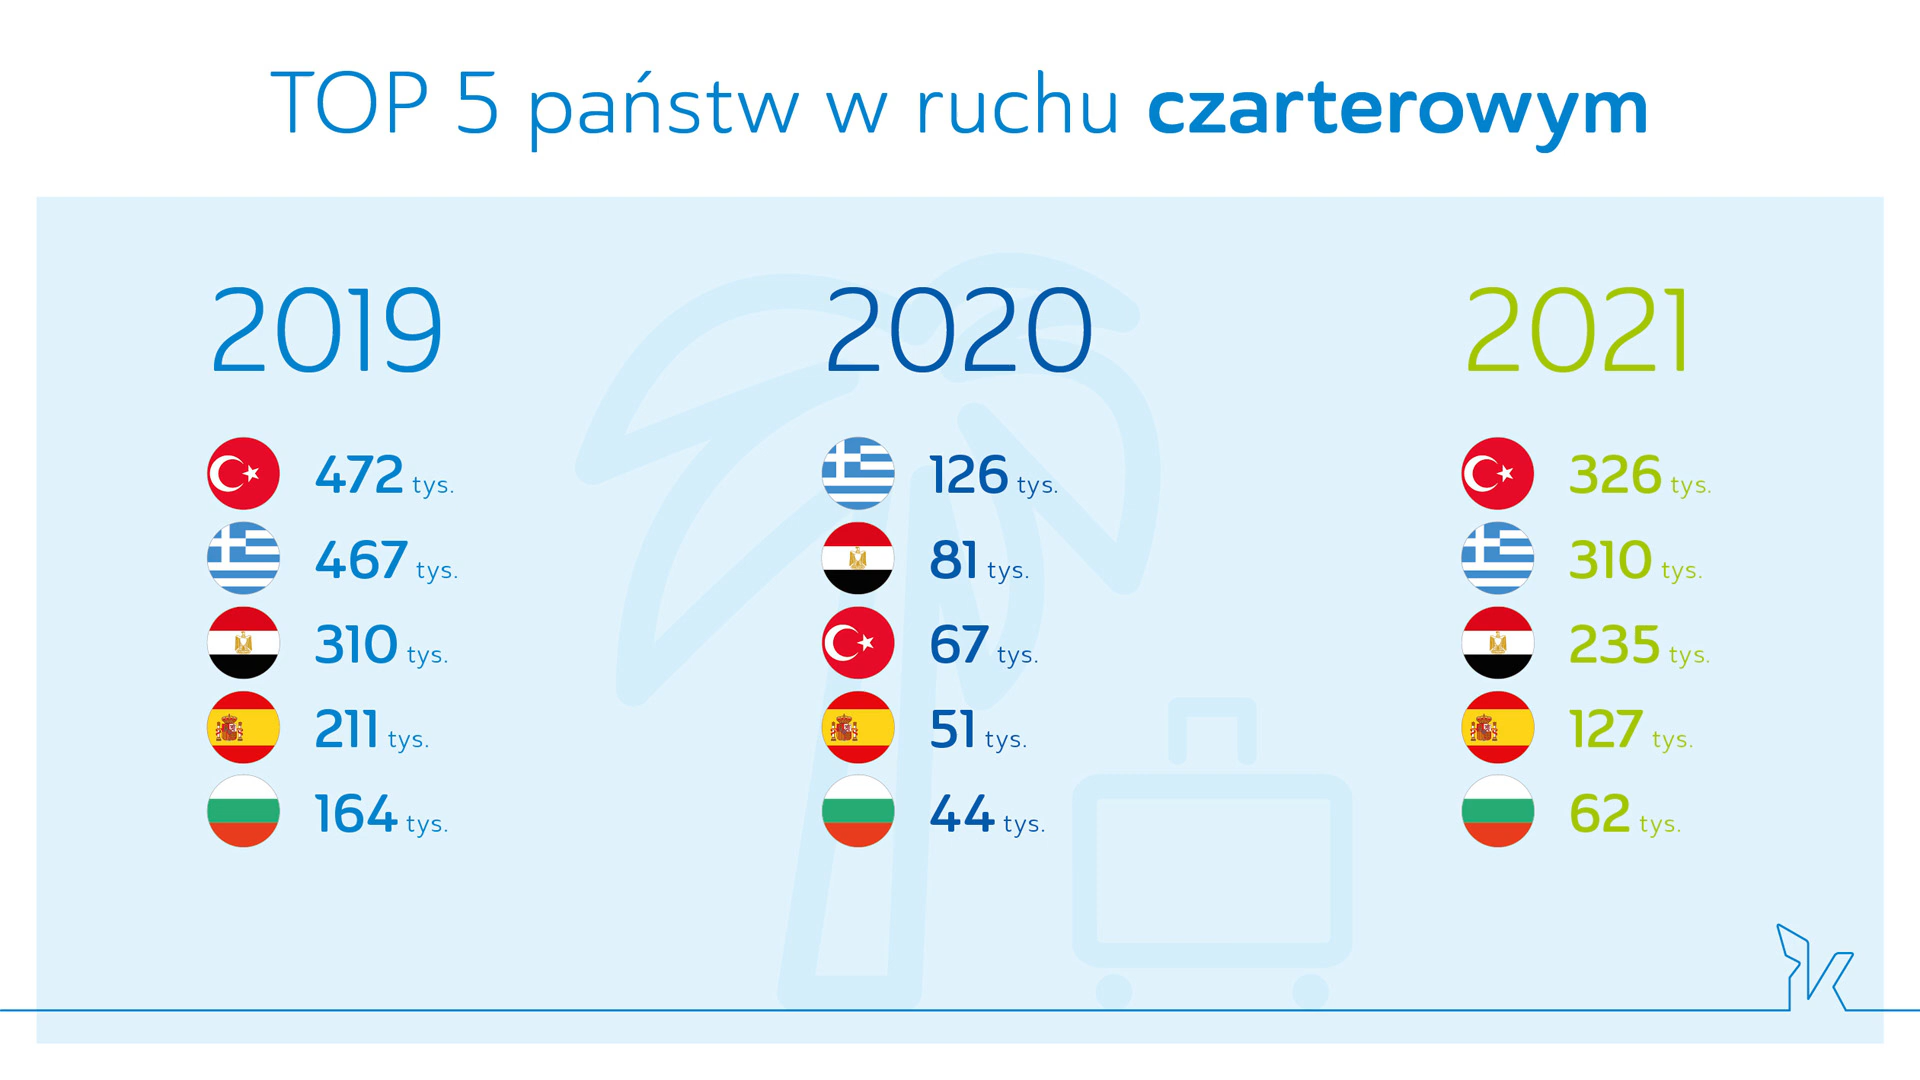 TOP 5 państw w ruchu czarterowym
2019
472 tys.
467 tys.
310 tys.
211 tys.
164 tys.
2020
126 tys.
81 tys.
67 tys.
51 tys.
44 tys.
2021
326 tys.
310 tys.
235 tys.
127 tys.
62 tys.